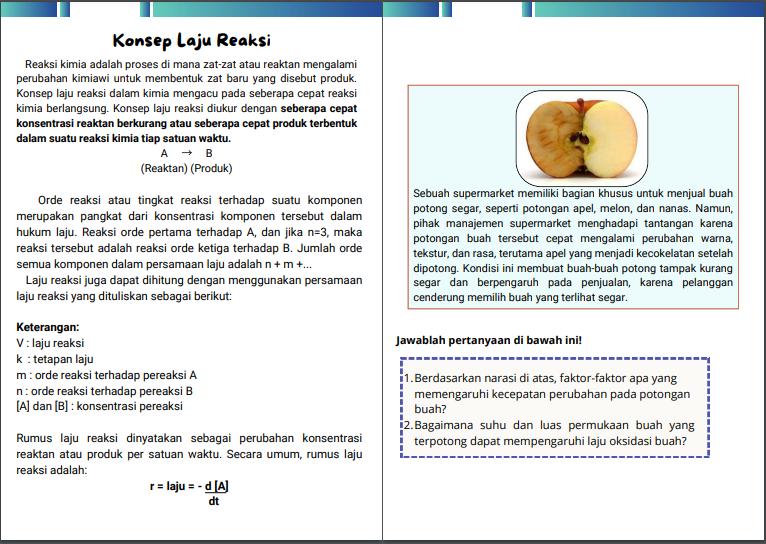 Konsep Laju Reaksi
Reaksi kimia adalah proses di mana zat-zat atau reaktan mengalami
perubahan kimiawi untuk membentuk zat baru yang disebut produk.
Konsep laju reaksi dalam kimia mengacu pada seberapa cepat reaksi
kimia berlangsung. Konsep laju reaksi diukur dengan seberapa cepat
konsentrasi reaktan berkurang atau seberapa cepat produk terbentuk
dalam suatu reaksi kimia tiap satuan waktu.
A → B
(Reaktan) (Produk)
Orde reaksi atau tingkat reaksi terhadap suatu komponen
merupakan pangkat dari konsentrasi komponen tersebut dalam
hukum laju. Reaksi orde pertama terhadap A, dan jika n=3, maka
reaksi tersebut adalah reaksi orde ketiga terhadap B. Jumlah orde
semua komponen dalam persamaan laju adalah n + m +...
Laju reaksi juga dapat dihitung dengan menggunakan persamaan
laju reaksi yang dituliskan sebagai berikut:
Keterangan:
V : laju reaksi
k : tetapan laju
m : orde reaksi terhadap pereaksi A
n : orde reaksi terhadap pereaksi B
[A] dan [B] : konsentrasi pereaksi
Rumus laju reaksi dinyatakan sebagai perubahan konsentrasi
reaktan atau produk per satuan waktu. Secara umum, rumus laju
reaksi adalah:
r = laju = - d [A]
dt
Sebuah supermarket memiliki bagian khusus untuk menjual buah
potong segar, seperti potongan apel, melon, dan nanas. Namun,
pihak manajemen supermarket menghadapi tantangan karena
potongan buah tersebut cepat mengalami perubahan warna,
tekstur, dan rasa, terutama apel yang menjadi kecokelatan setelah
dipotong. Kondisi ini membuat buah-buah potong tampak kurang
segar dan berpengaruh pada penjualan, karena pelanggan
cenderung memilih buah yang terlihat segar.
Jawablah pertanyaan di bawah ini!
1. Berdasarkan narasi di atas, faktor-faktor apa yang
memengaruhi kecepatan perubahan pada potongan
buah?
2. Bagaimana suhu dan luas permukaan buah yang
terpotong dapat mempengaruhi laju oksidasi buah?